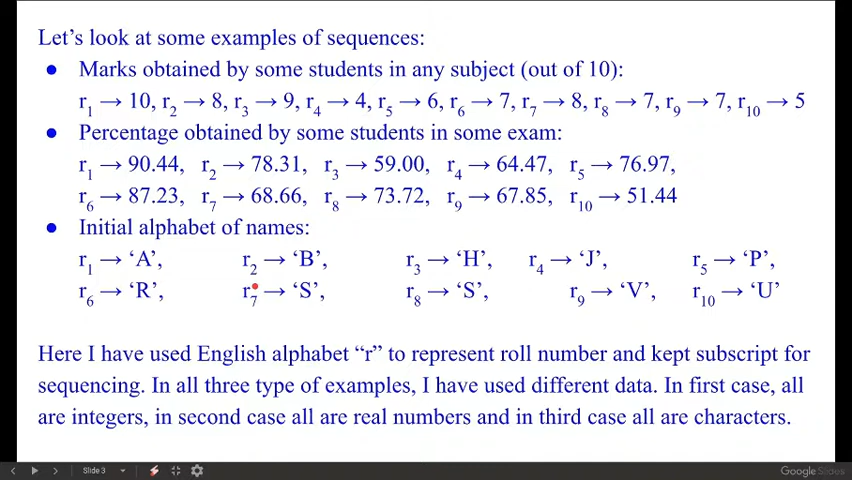 Let's look at some examples of sequences:
● Marks obtained by some students in any subject (out of 10):
r1 → 10, r2 → 8, r3 → 9, r4 → 4, r5 → 6, r6 → 7, r7 → 8, r8 → 7, r9 → 7, r10 → 5
● Percentage obtained by some students in some exam:
r1 → 90.44, r2 → 78.31, r3 → 59.00, r4 → 64.47, r5 → 76.97,
r6 → 87.23, r7 → 68.66, r8 → 73.72, r9 → 67.85, r10 → 51.44
● Initial alphabet of names:
r1 → ‘A’, r2 → ‘B’, r3 → ‘H’, r4 → ‘J’, r5 → ‘P’,
r6 → ‘R’, r7 → ‘S’, r8 → ‘S’, r9 → ‘V’, r10 → ‘U’
Here I have used English alphabet “r” to represent roll number and kept subscript for
sequencing. In all three type of examples, I have used different data. In first case, all
are integers, in second case all are real numbers and in third case all are characters.
Slide 3
Google Slides